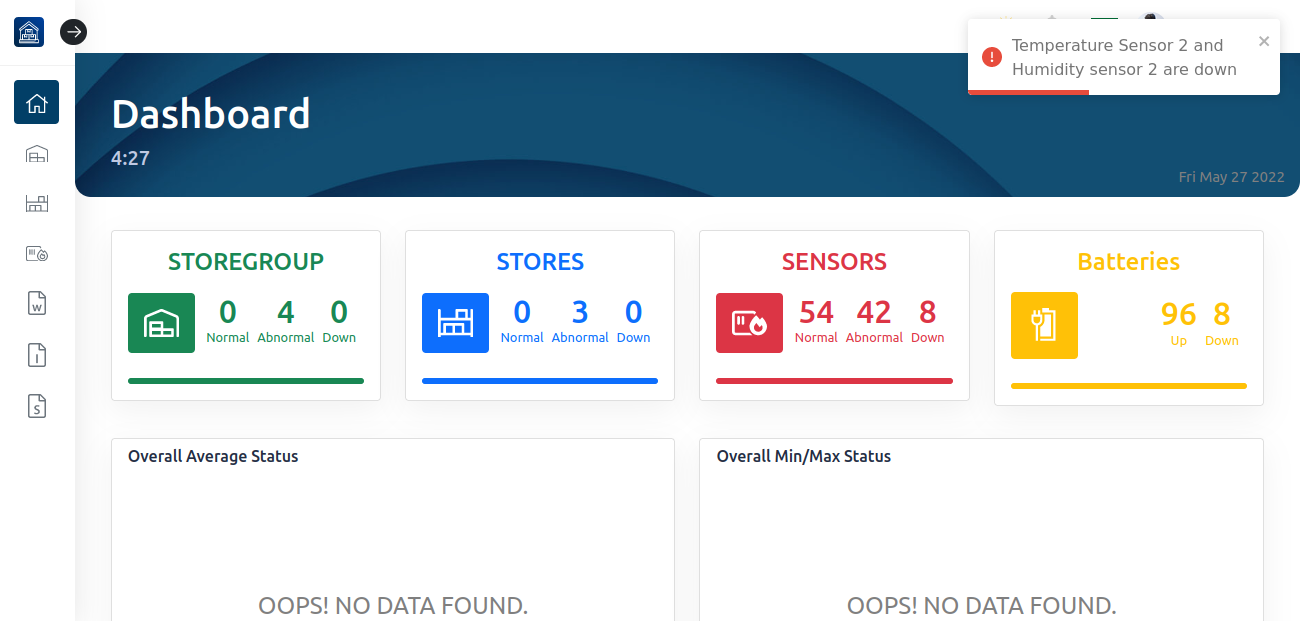 Temperature Sensor 2 and
Humidity sensor 2 are down
Dashboard
4:27
Fri May 27 2022
STOREGROUP
0 4 0
Normal Abnormal Down
STORES
0 3 0
Normal Abnormal Down
SENSORS
54 42 8
Normal Abnormal Down
Batteries
96 8
Up Down
W
I
S
Overall Average Status
OOPS! NO DATA FOUND.
Overall Min/Max Status
OOPS! NO DATA FOUND.